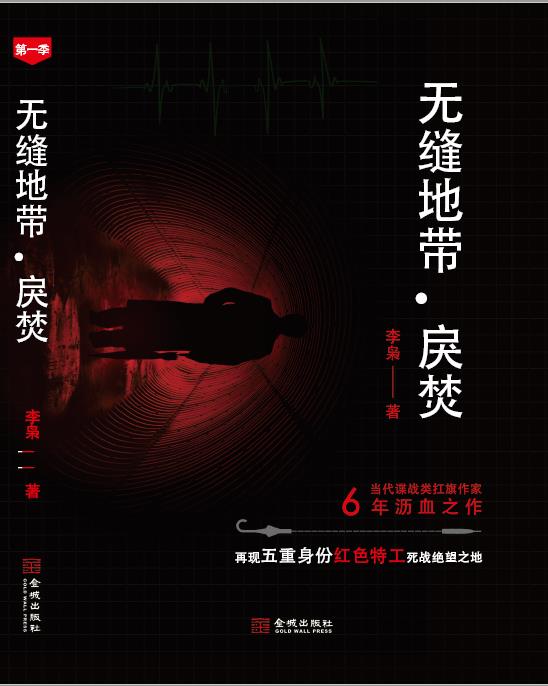 第一季
无缝地带·戾焚
李枭 — 著
金城出版社
GOLD WALL PRESS
无缝地带·戾焚
李枭 — 著
当代谍战类扛旗作家
6年沥血之作
再现五重身份红色特工死战绝望之地
金城出版社
GOLD WALL PRESS